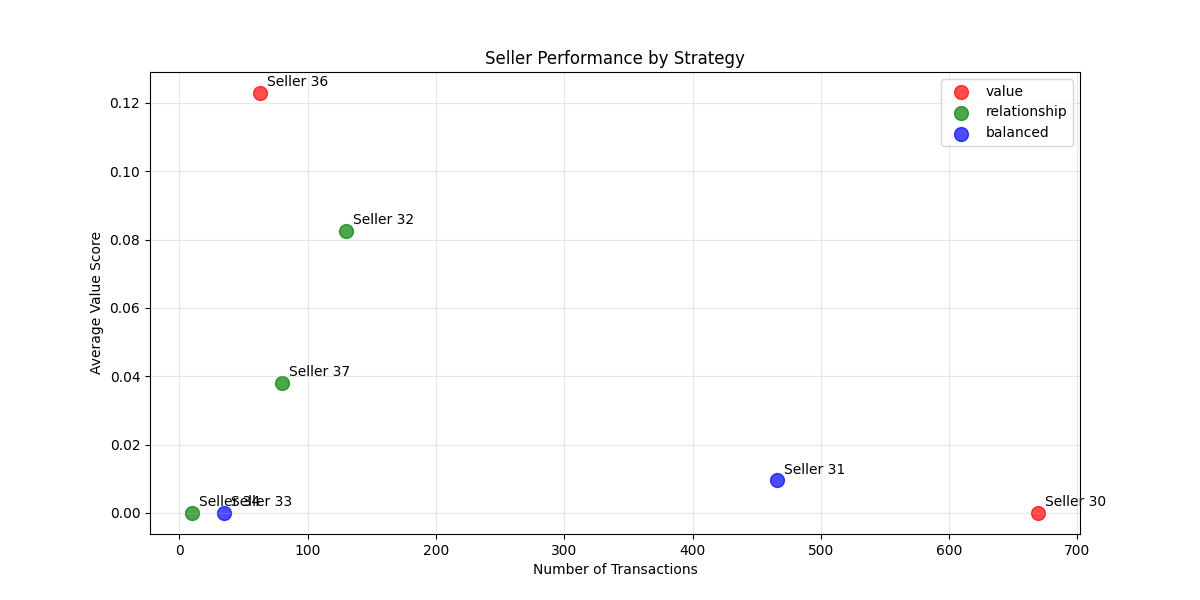 Seller Performance by Strategy
Seller 36
value
relationship
balanced
0.12
0.10
Seller 32
0.08
Average Value Score
0.06
Seller 37
0.04
0.02
Seller 31
Seller 34
Seller 33
Seller 30
0.00
0
100
200
300
400
500
600
700
Number of Transactions